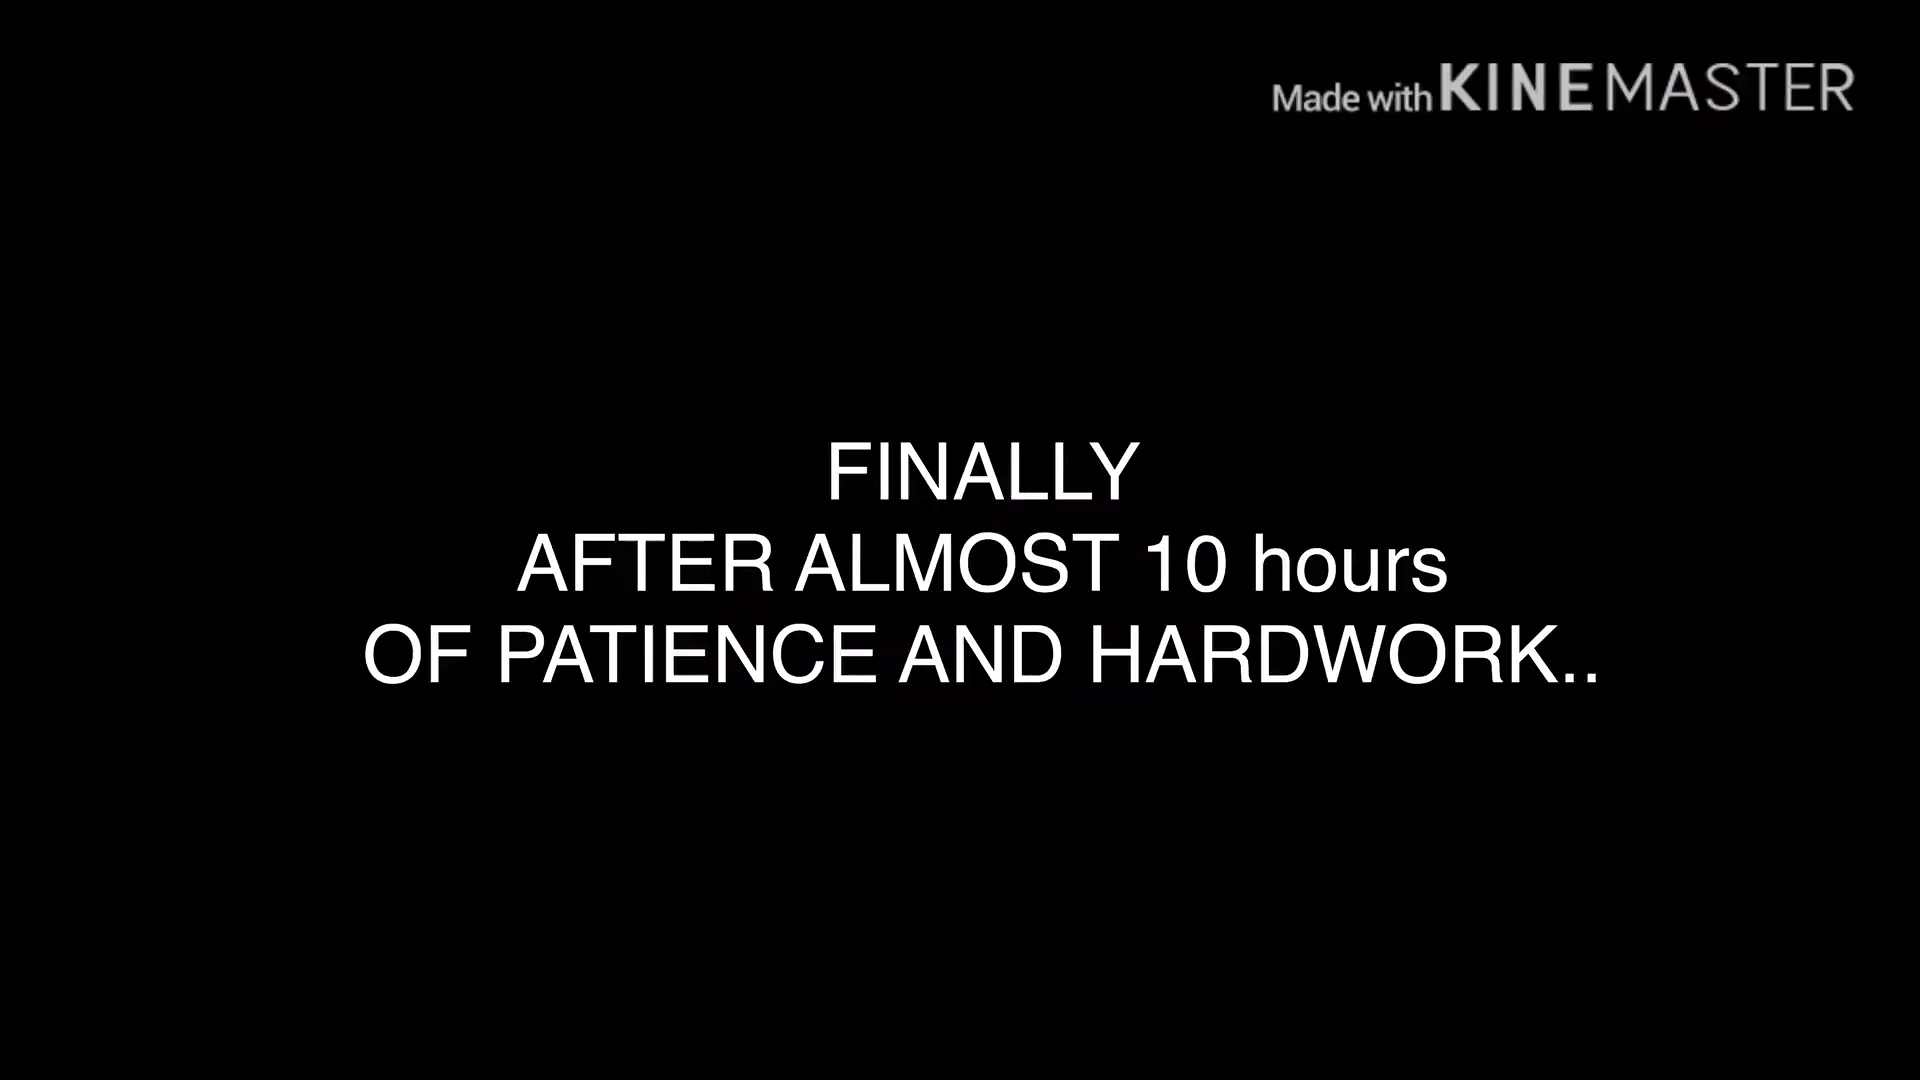 Made with KINEMASTER
FINALLY
AFTER ALMOST 10 hours
OF PATIENCE AND HARDWORK..